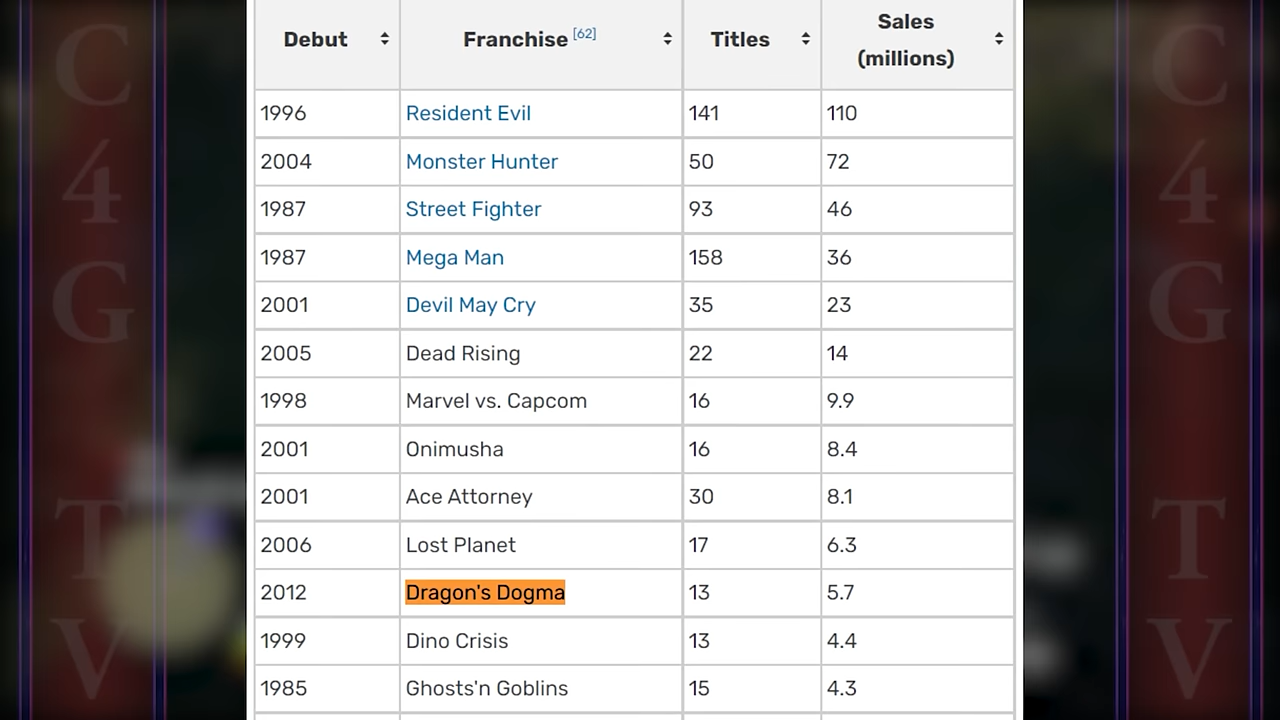 C
4
G
T
V
Debut Franchise [62] Titles Sales
(millions)
1996 Resident Evil 141 110
2004 Monster Hunter 50 72
1987 Street Fighter 93 46
1987 Mega Man 158 36
2001 Devil May Cry 35 23
2005 Dead Rising 22 14
1998 Marvel vs. Capcom 16 9.9
2001 Onimusha 16 8.4
2001 Ace Attorney 30 8.1
2006 Lost Planet 17 6.3
2012 Dragon's Dogma 13 5.7
1999 Dino Crisis 13 4.4
1985 Ghosts'n Goblins 15 4.3
C
4
G
T
V